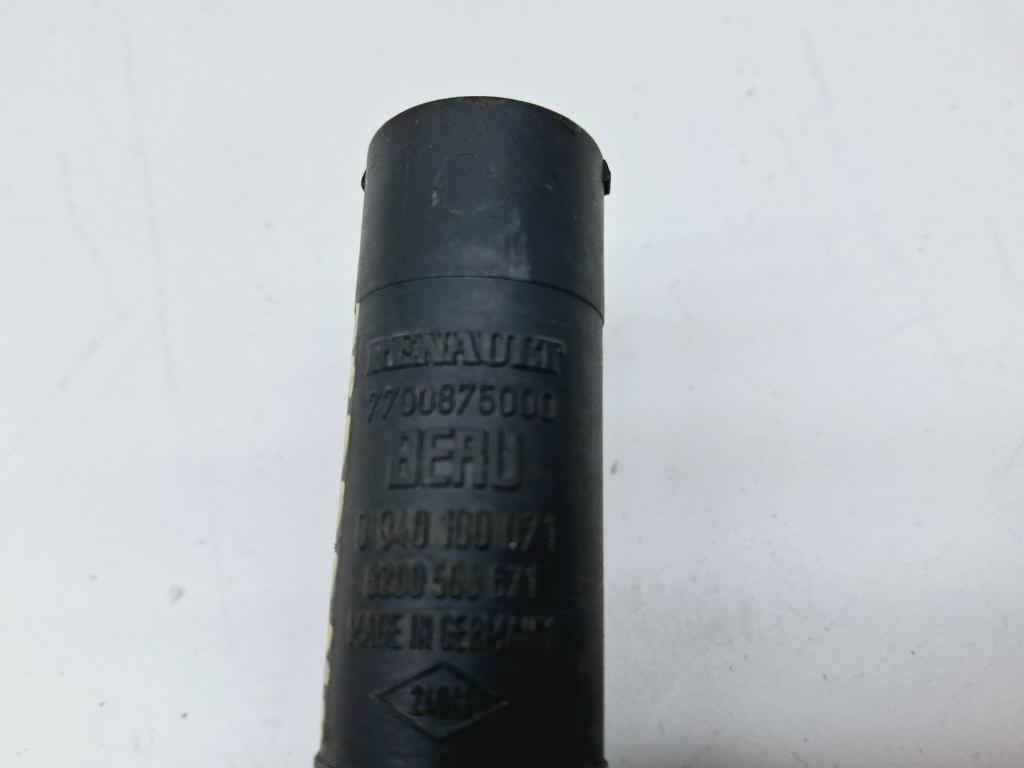 RENAULT
7700875000
BERU
0 040 100 071
8200 568 671
MADE IN GERMANY